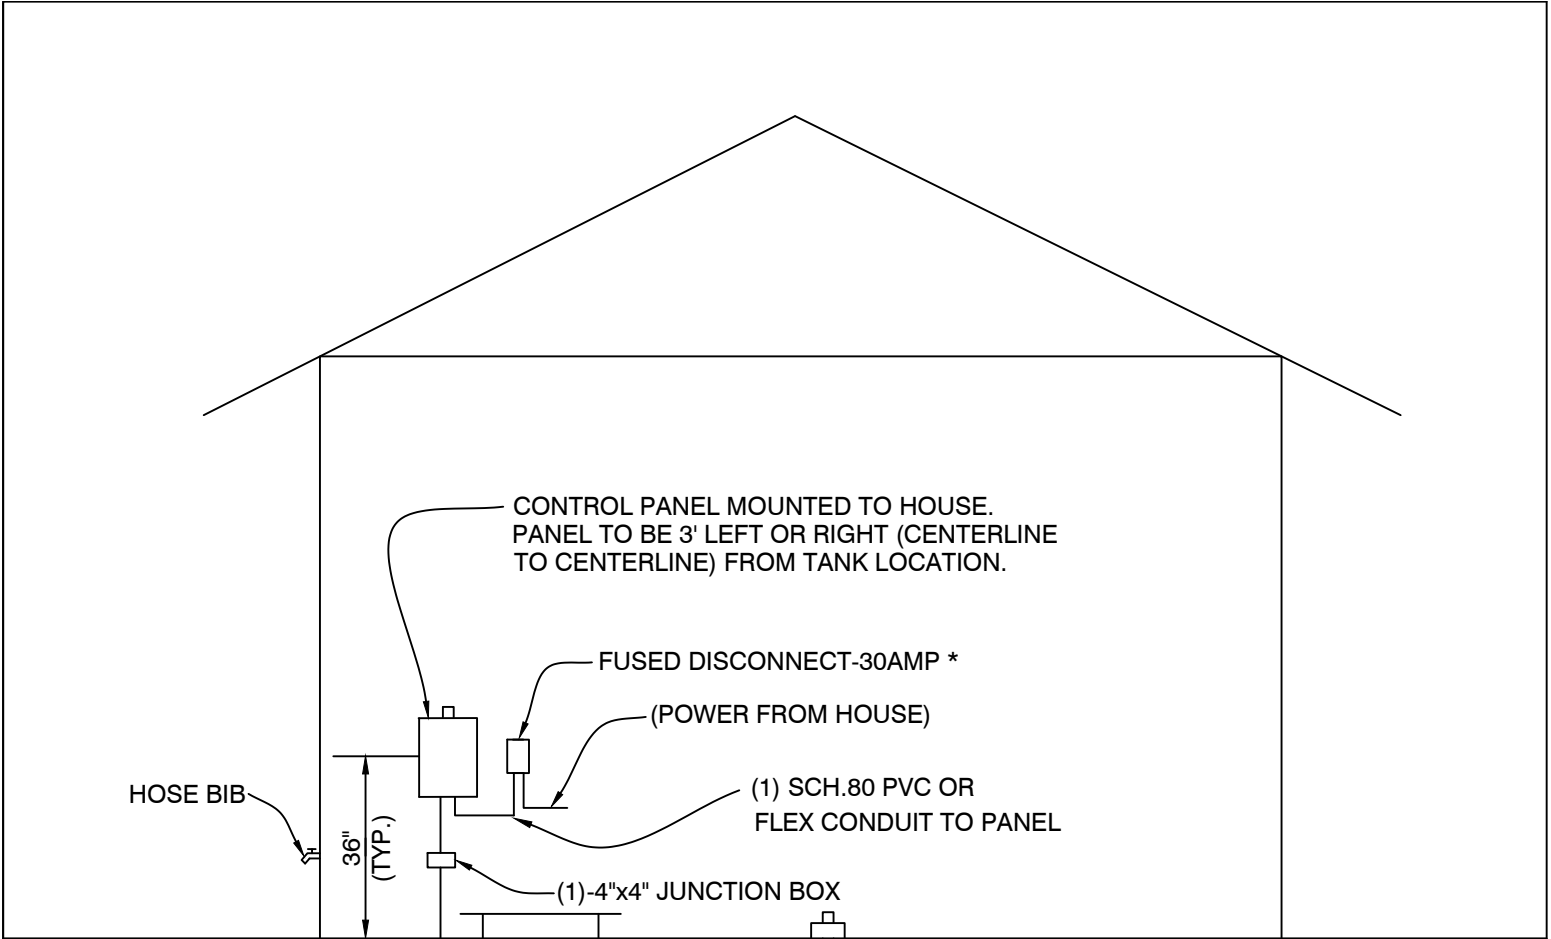 CONTROL PANEL MOUNTED TO HOUSE.
PANEL TO BE 3' LEFT OR RIGHT (CENTERLINE
TO CENTERLINE) FROM TANK LOCATION.
FUSED DISCONNECT-30AMP *
(POWER FROM HOUSE)
HOSE BIB
(1) SCH.80 PVC OR
FLEX CONDUIT TO PANEL
36"
(TYP.)
(1)-4"x4" JUNCTION BOX